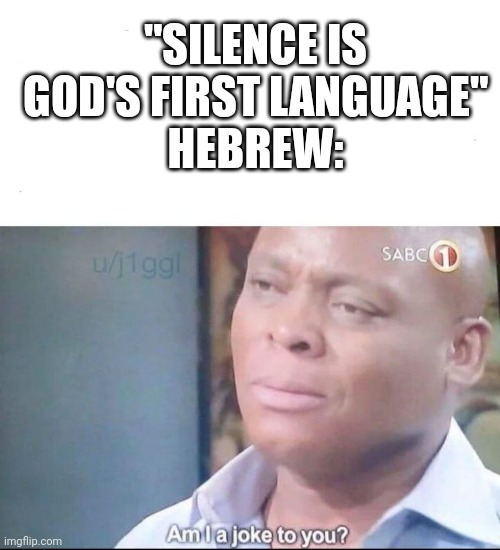 "SILENCE IS
GOD'S FIRST LANGUAGE"
HEBREW:
SABC 1
u/j1ggl
Am I a joke to you?
imgflip.com